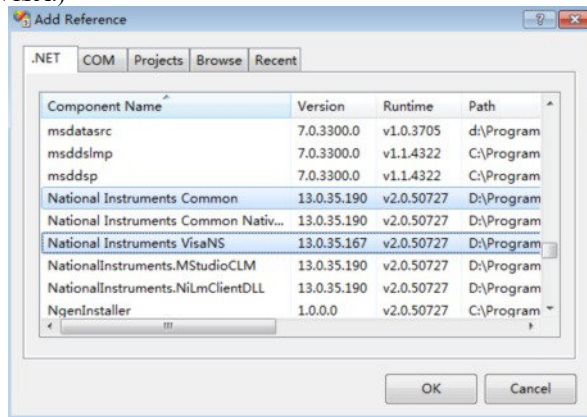 Add Reference
.NET COM Projects Browse Recent
Component Name Version Runtime Path
msdatasrc 7.0.3300.0 v1.0.3705 d:\Program
msddslmp 7.0.3300.0 v1.1.4322 C:\Program
msddsp 7.0.3300.0 v1.1.4322 C:\Program
National Instruments Common 13.0.35.190 v2.0.50727 D:\Program
National Instruments Common Nativ... 13.0.35.190 v2.0.50727 D:\Program
National Instruments VisaNS 13.0.35.167 v2.0.50727 D:\Program
NationalInstruments.MStudioCLM 13.0.35.190 v2.0.50727 D:\Program
NationalInstruments.NiLmClientDLL 13.0.35.190 v2.0.50727 D:\Program
NgenInstaller 1.0.0.0 v2.0.50727 C:\Program
OK Cancel